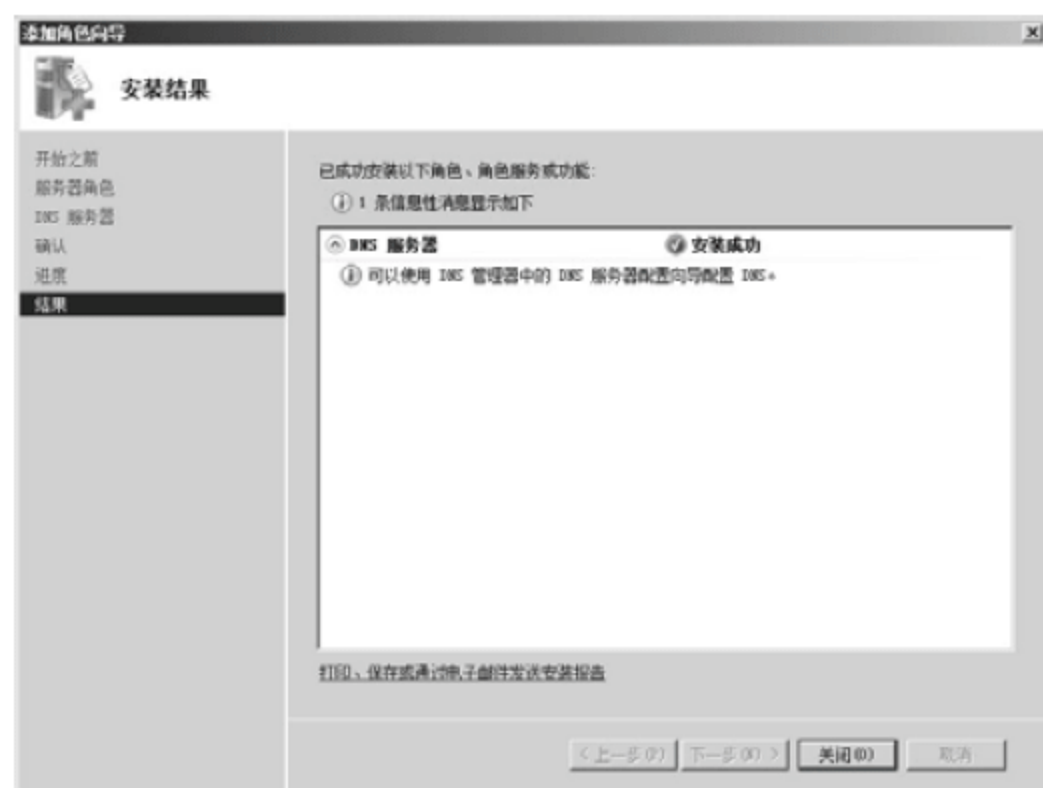 添加角色向导
安装结果
开始之前
服务器角色
DNS 服务器
确认
进度
结果
已成功安装以下角色、角色服务或功能:
1 条信息性消息显示如下
DNS 服务器 安装成功
可以使用 DNS 管理器中的 DNS 服务器配置向导配置 DNS。
打印、保存或通过电子邮件发送安装报告
< 上一步(P) 下一步(N) > 关闭(O) 取消